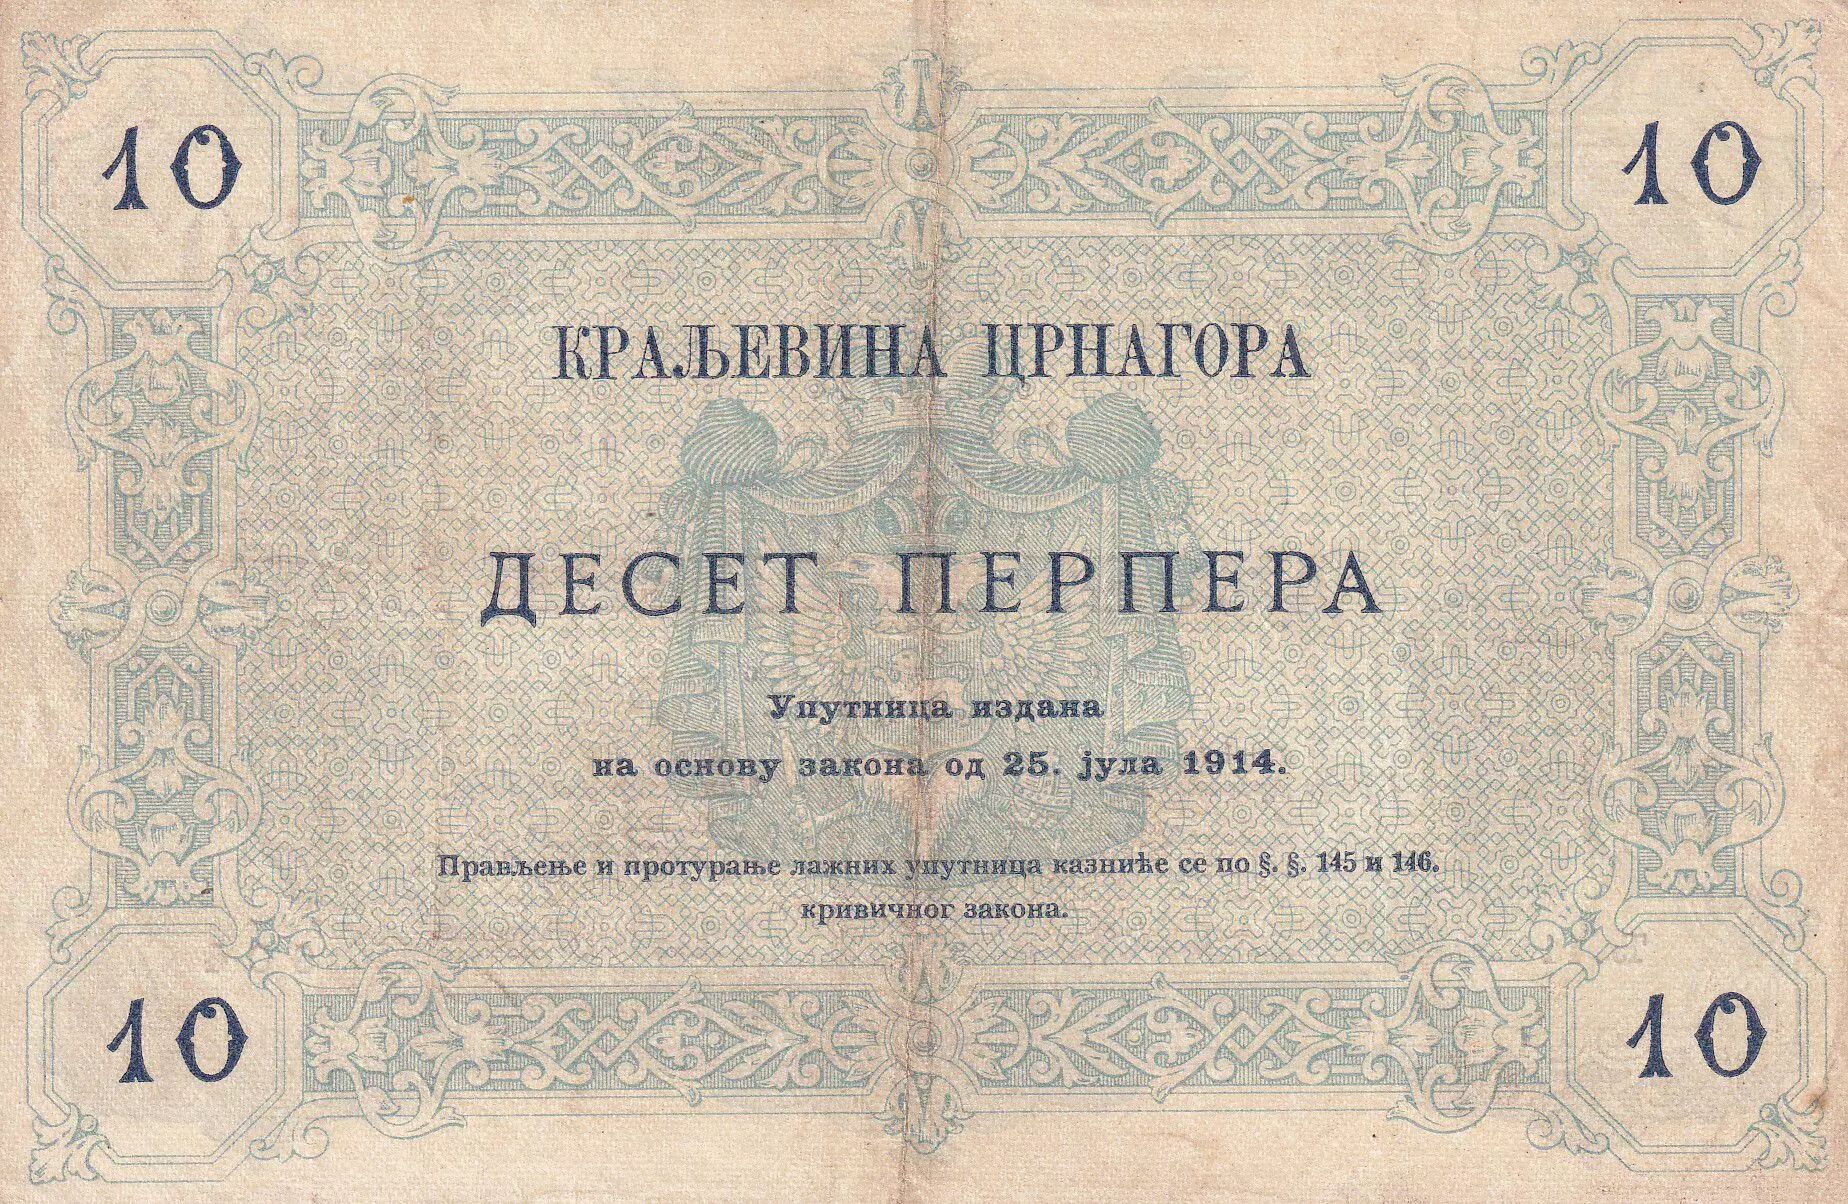 10 10
КРАЉЕВИНА ЦРНАГОРА
ДЕСЕТ ПЕРПЕРА
Упутница издана
на основу закона од 25. јула 1914.
Прављење и протурање лажних упутница казниће се по §. §. 145 и 146.
кривичног закона.
10 10